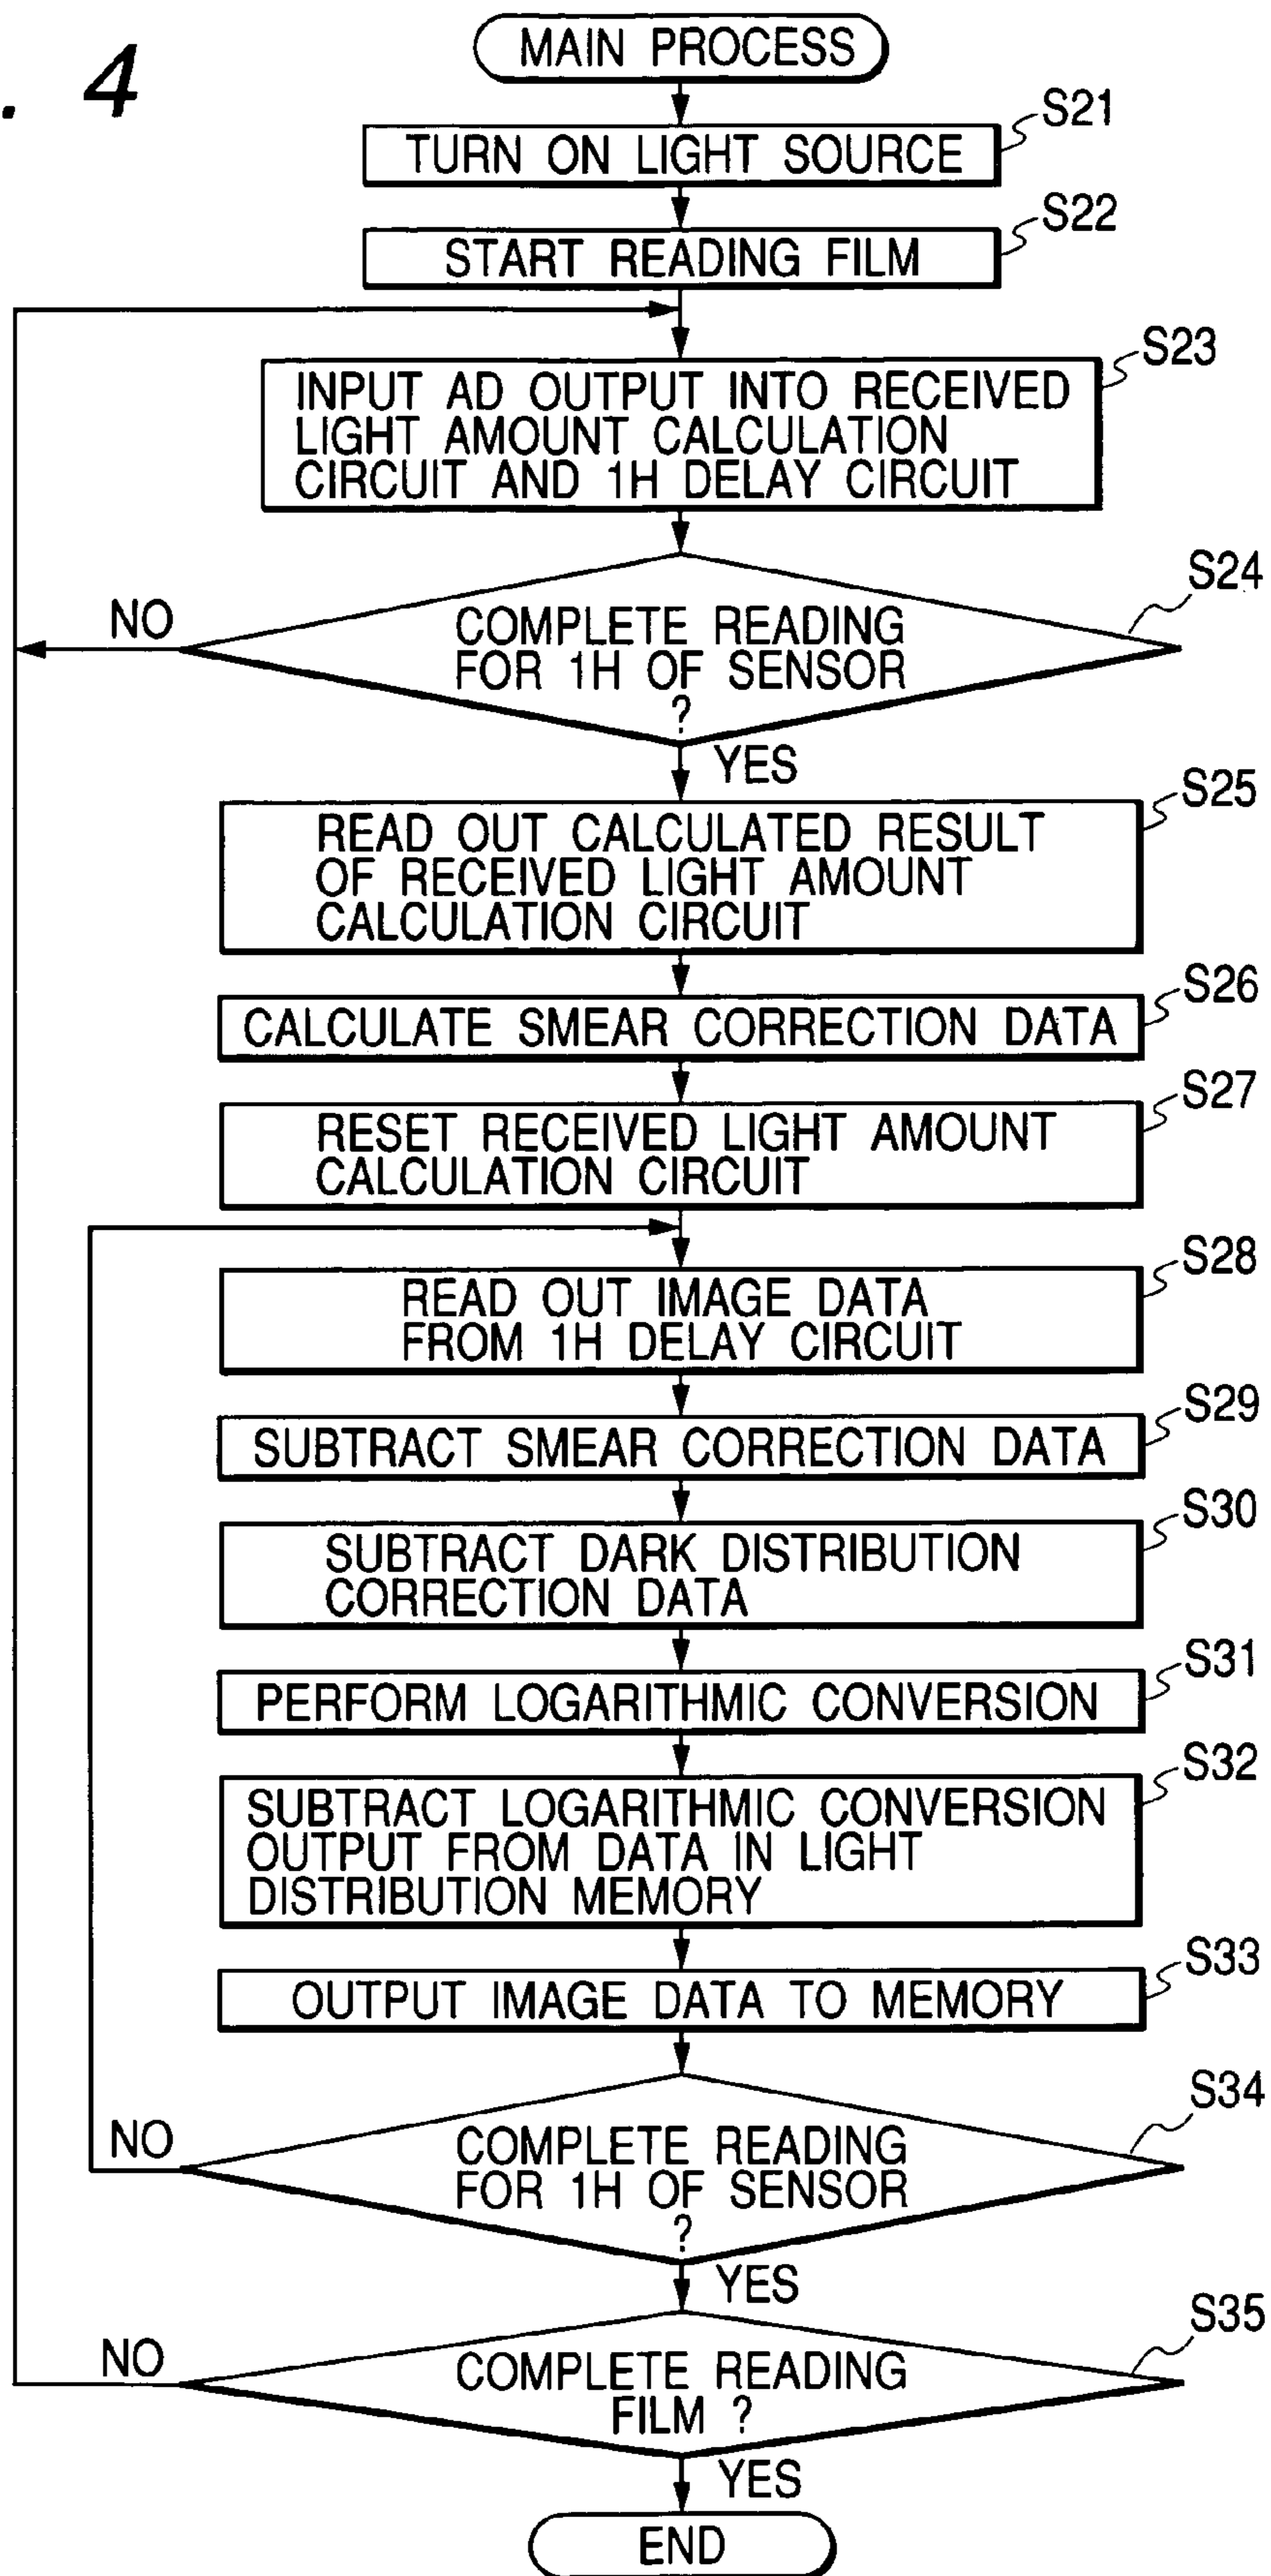 . 4
MAIN PROCESS
S21
TURN ON LIGHT SOURCE
S22
START READING FILM
S23
INPUT AD OUTPUT INTO RECEIVED
LIGHT AMOUNT CALCULATION
CIRCUIT AND 1H DELAY CIRCUIT
S24
NO
COMPLETE READING
FOR 1H OF SENSOR
?
YES
S25
READ OUT CALCULATED RESULT
OF RECEIVED LIGHT AMOUNT
CALCULATION CIRCUIT
S26
CALCULATE SMEAR CORRECTION DATA
S27
RESET RECEIVED LIGHT AMOUNT
CALCULATION CIRCUIT
S28
READ OUT IMAGE DATA
FROM 1H DELAY CIRCUIT
S29
SUBTRACT SMEAR CORRECTION DATA
S30
SUBTRACT DARK DISTRIBUTION
CORRECTION DATA
S31
PERFORM LOGARITHMIC CONVERSION
S32
SUBTRACT LOGARITHMIC CONVERSION
OUTPUT FROM DATA IN LIGHT
DISTRIBUTION MEMORY
S33
OUTPUT IMAGE DATA TO MEMORY
S34
NO
COMPLETE READING
FOR 1H OF SENSOR
?
YES
S35
NO
COMPLETE READING
FILM ?
YES
END